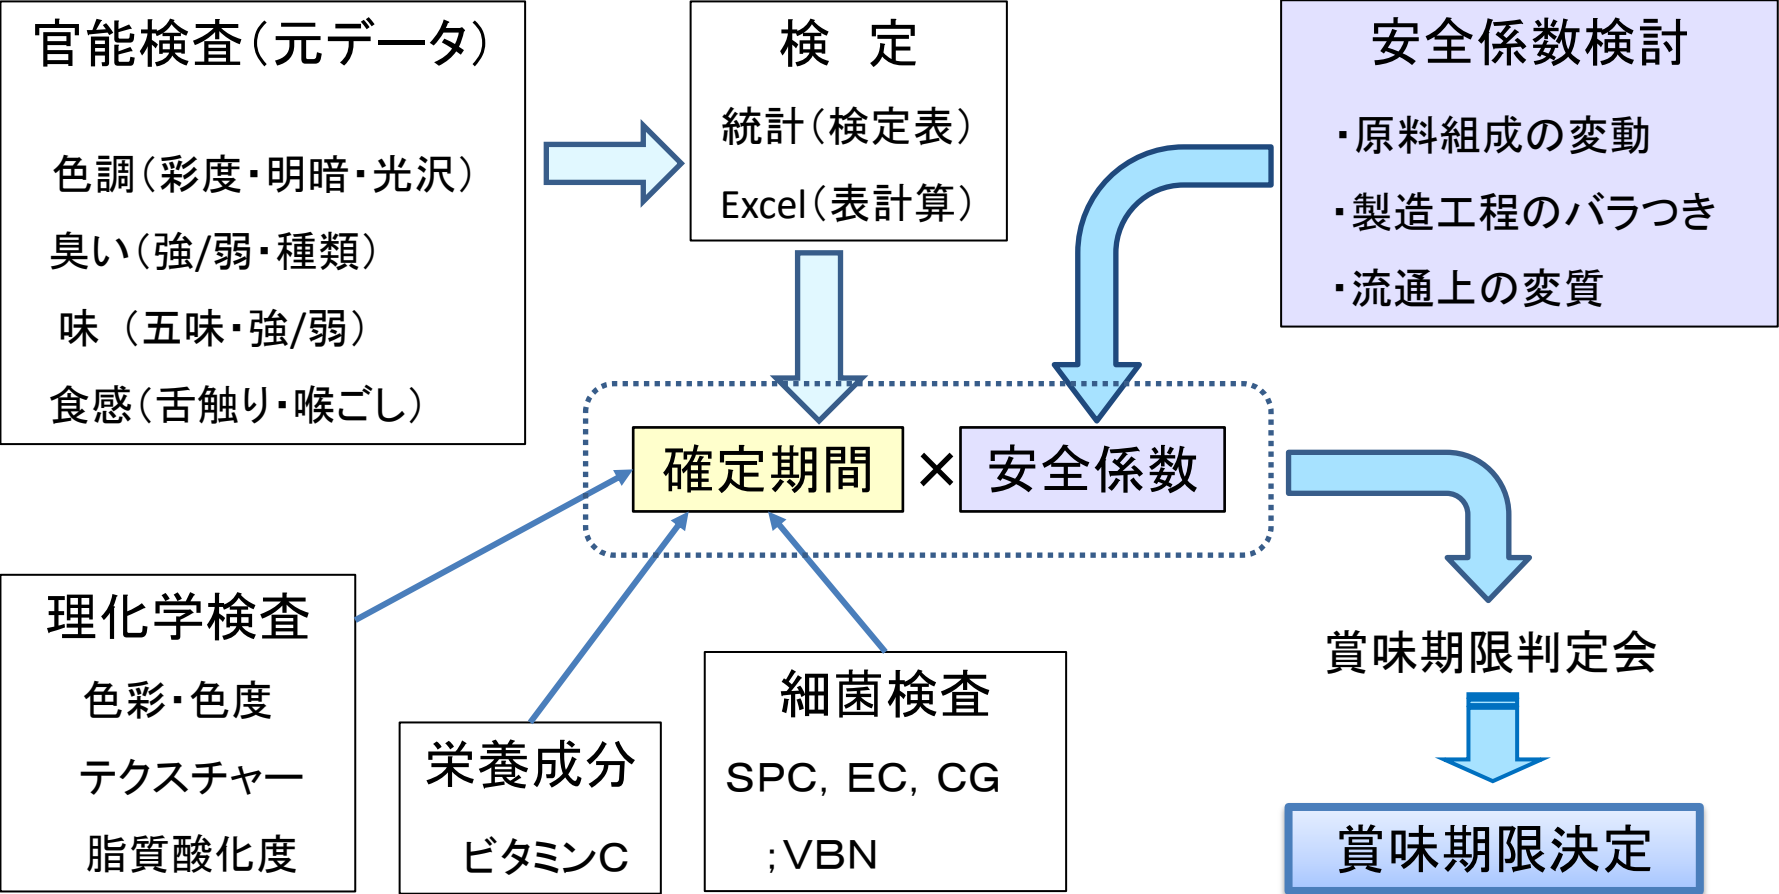 官能検査(元データ)
色調(彩度・明暗・光沢)
臭い(強/弱・種類)
味 (五味・強/弱)
食感(舌触り・喉ごし)
検 定
統計(検定表)
Excel(表計算)
安全係数検討
・原料組成の変動
・製造工程のバラつき
・流通上の変質
確定期間 × 安全係数
理化学検査
色彩・色度
テクスチャー
脂質酸化度
栄養成分
ビタミンC
細菌検査
SPC, EC, CG
;VBN
賞味期限判定会
賞味期限決定